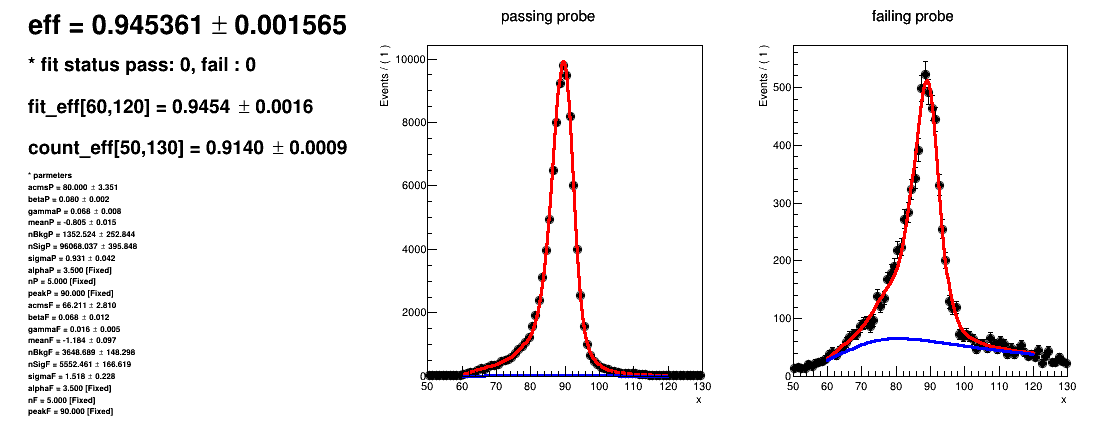 eff = 0.945361 ± 0.001565
* fit status pass: 0, fail : 0
fit_eff[60,120] = 0.9454 ± 0.0016
count_eff[50,130] = 0.9140 ± 0.0009
* parmeters
acmsP = 80.000 ± 3.351
betaP = 0.080 ± 0.002
gammaP = 0.068 ± 0.008
meanP = -0.805 ± 0.015
nBkgP = 1352.524 ± 252.844
nSigP = 96068.037 ± 395.848
sigmaP = 0.931 ± 0.042
alphaP = 3.500 [Fixed]
nP = 5.000 [Fixed]
peakP = 90.000 [Fixed]
acmsF = 66.211 ± 2.810
betaF = 0.068 ± 0.012
gammaF = 0.016 ± 0.005
meanF = -1.184 ± 0.097
nBkgF = 3648.689 ± 148.298
nSigF = 5552.461 ± 166.619
sigmaF = 1.518 ± 0.228
alphaF = 3.500 [Fixed]
nF = 5.000 [Fixed]
peakF = 90.000 [Fixed]
passing probe
Events / ( 1 )
10000
8000
6000
4000
2000
0
50 60 70 80 90 100 110 120 130
x
failing probe
Events / ( 1 )
500
400
300
200
100
0
50 60 70 80 90 100 110 120 130
x